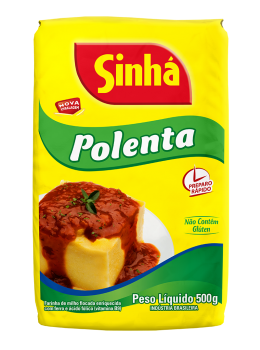 Sinhá
NOVA
EMBALAGEM
Polenta
PREPARO
RÁPIDO
Não Contém
Glúten
Farinha de milho flocada enriquecida
com ferro e ácido fólico (vitamina B9)
Peso Líquido 500g
INDÚSTRIA BRASILEIRA